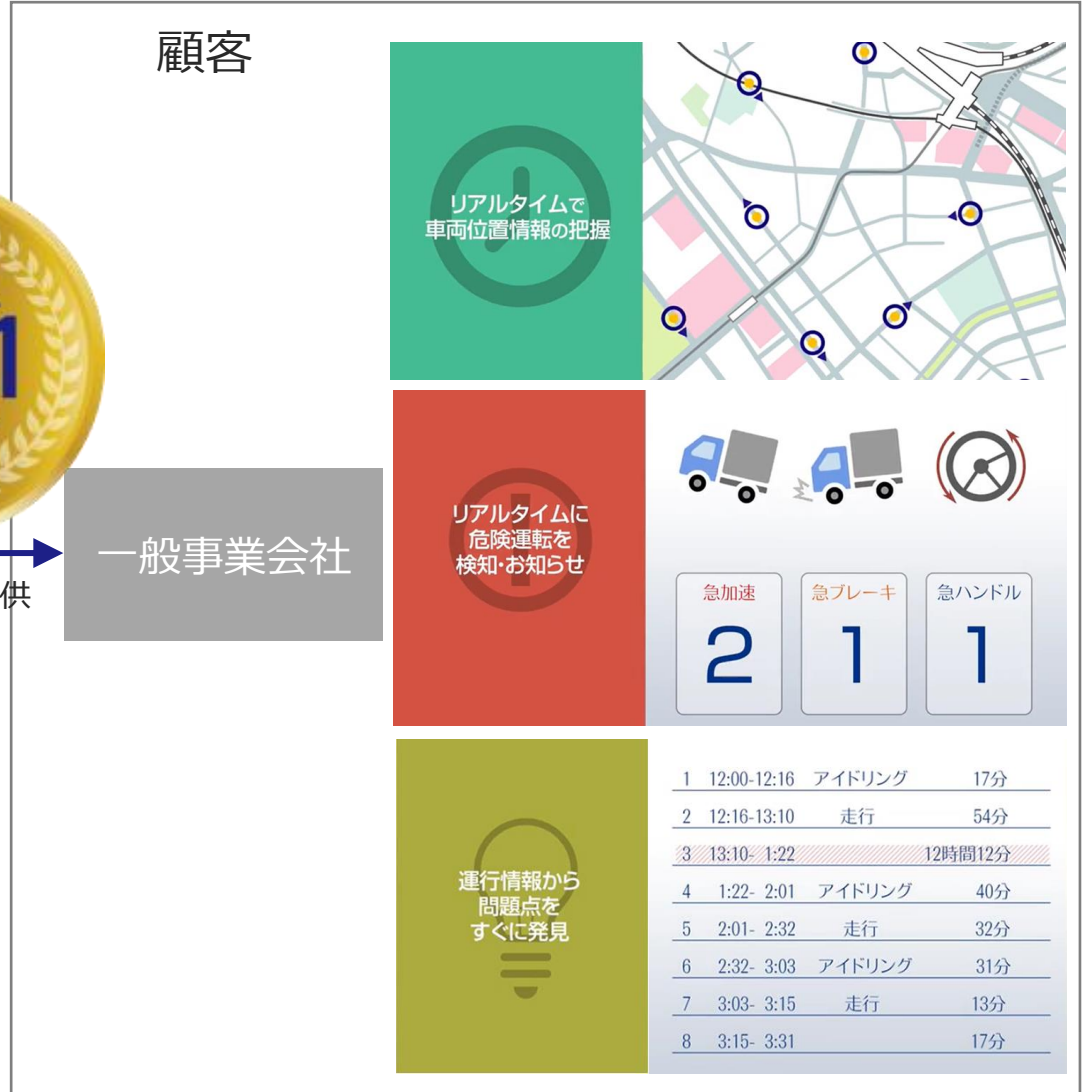 顧客
1
供
一般事業会社
リアルタイムで
車両位置情報の把握
リアルタイムに
危険運転を
検知・お知らせ
急加速
2
急ブレーキ
1
急ハンドル
1
運行情報から
問題点を
すぐに発見
1 12:00-12:16 アイドリング 17分
2 12:16-13:10 走行 54分
3 13:10- 1:22 12時間12分
4 1:22- 2:01 アイドリング 40分
5 2:01- 2:32 走行 32分
6 2:32- 3:03 アイドリング 31分
7 3:03- 3:15 走行 13分
8 3:15- 3:31 17分